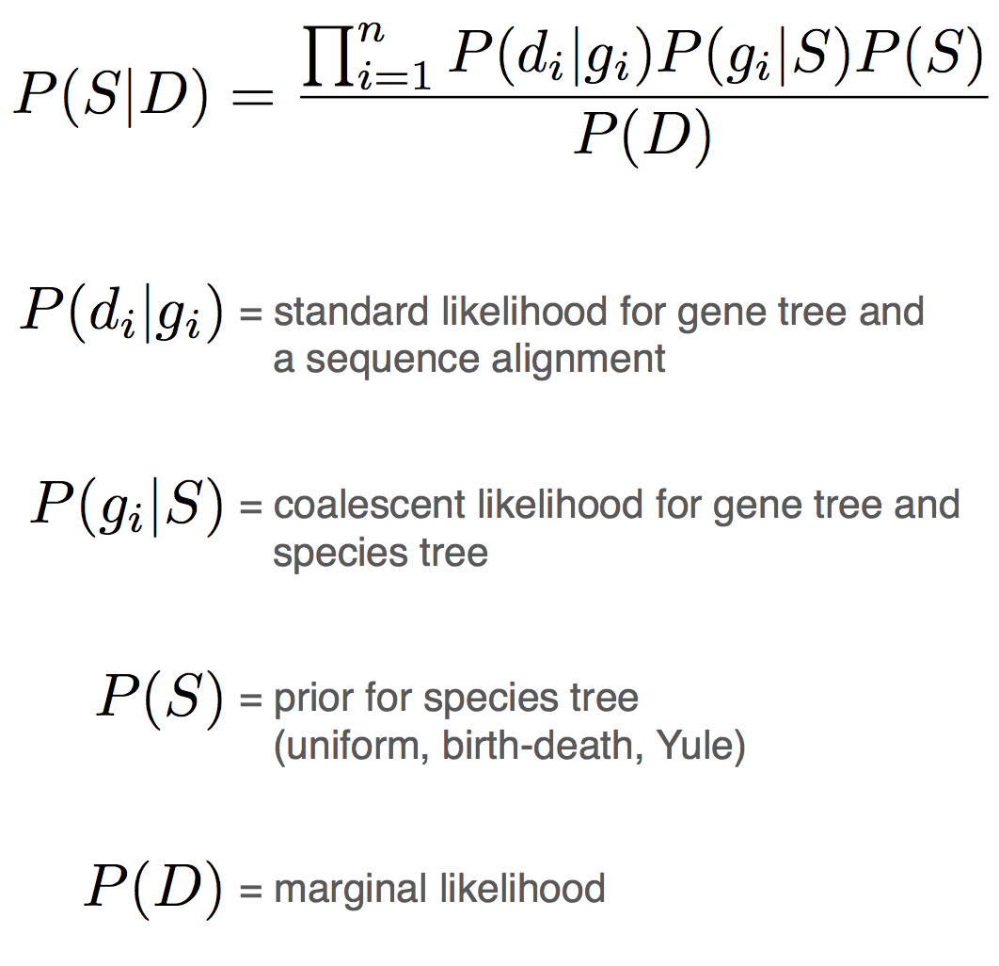 P(S|D) = \frac{\prod_{i=1}^{n} P(d_i|g_i)P(g_i|S)P(S)}{P(D)}
P(d_i|g_i) = standard likelihood for gene tree and
a sequence alignment
P(g_i|S) = coalescent likelihood for gene tree and
species tree
P(S) = prior for species tree
(uniform, birth-death, Yule)
P(D) = marginal likelihood